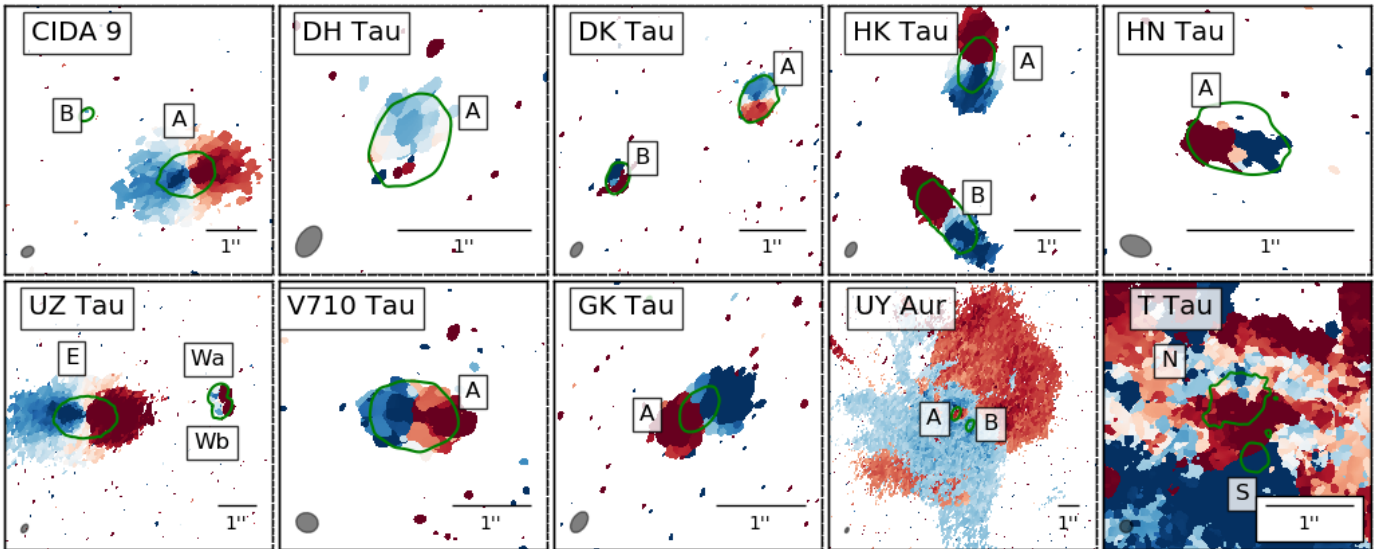 CIDA 9
B
A
1''
DH Tau
A
1''
DK Tau
A
B
1''
HK Tau
A
B
1''
HN Tau
A
1''
UZ Tau
E
Wa
Wb
1''
V710 Tau
A
1''
GK Tau
A
1''
UY Aur
A
B
1''
T Tau
N
S
1''